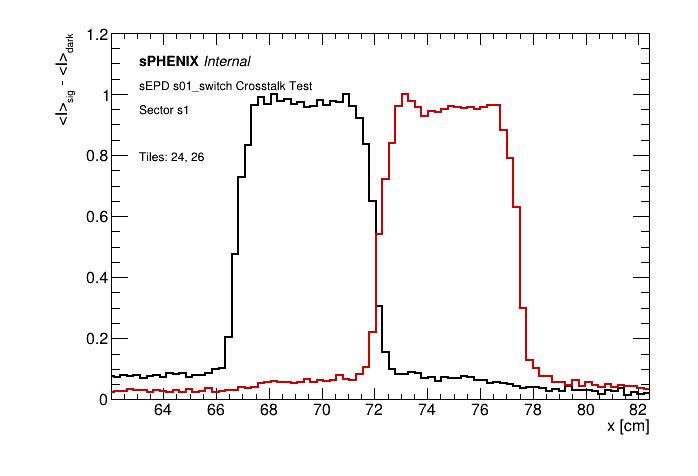 1.2
<I>sig - <I>dark
sPHENIX Internal
sEPD s01_switch Crosstalk Test
Sector s1
Tiles: 24, 26
1
0.8
0.6
0.4
0.2
0
64 66 68 70 72 74 76 78 80 82
x [cm]